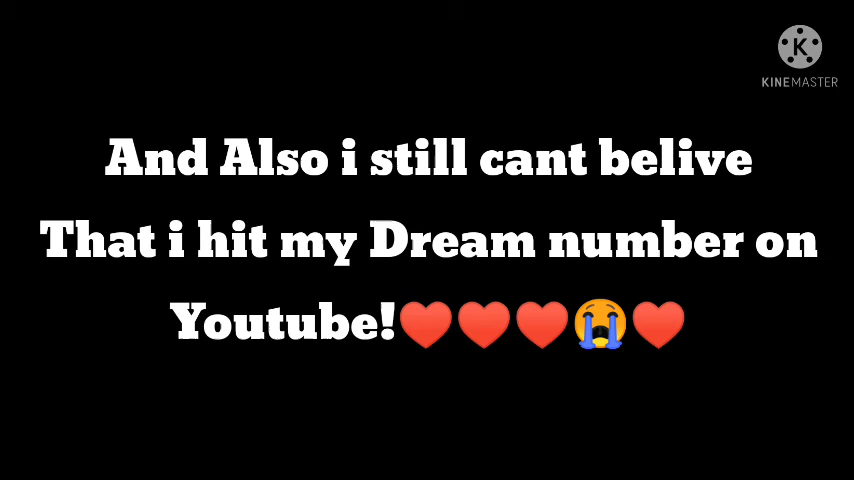 KINEMASTER
And Also i still cant belive
That i hit my Dream number on
Youtube!♥️♥️♥️😭♥️